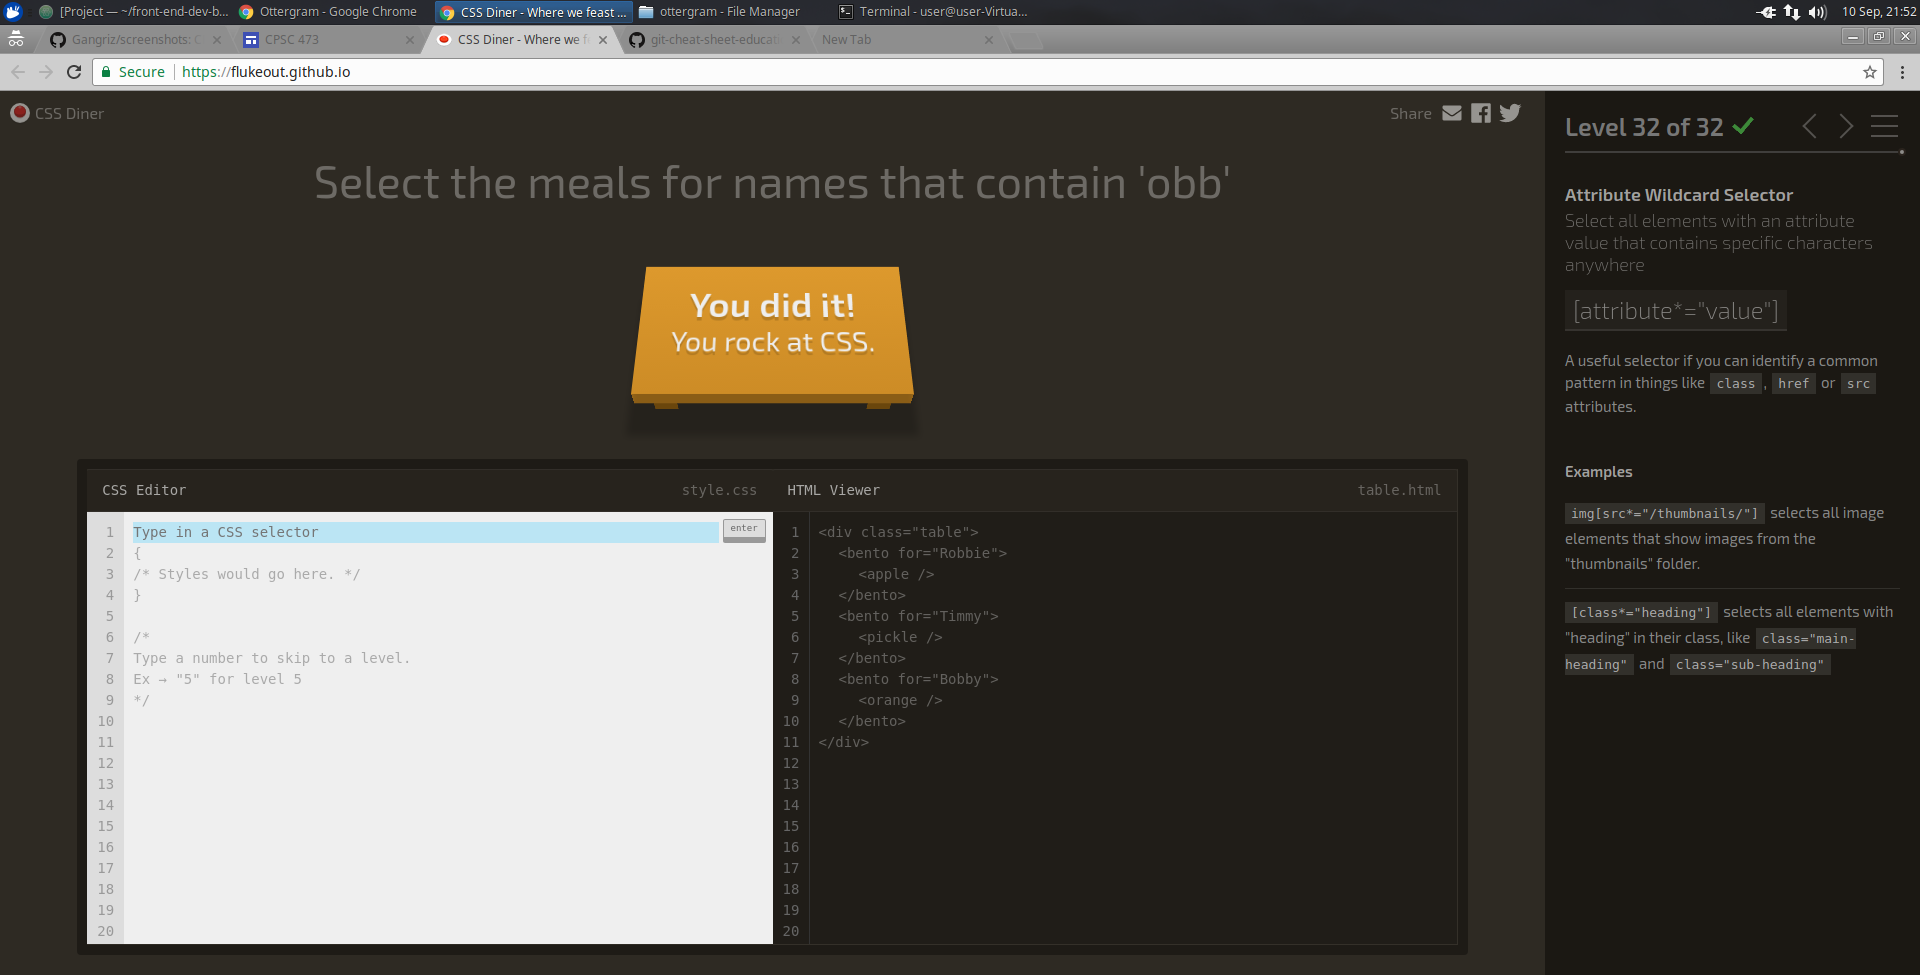 [Project — ~/front-end-dev-b... Ottergram - Google Chrome CSS Diner - Where we feast ... ottergram - File Manager Terminal - user@user-Virtua... 10 Sep, 21:52
Gangriz/screenshots: CPSC 473 CSS Diner - Where we fe git-cheat-sheet-educati New Tab
Secure https://flukeout.github.io
CSS Diner
Share
Select the meals for names that contain 'obb'
You did it!
You rock at CSS.
CSS Editor style.css
1 Type in a CSS selector enter
2 {
3 /* Styles would go here. */
4 }
5
6 /*
7 Type a number to skip to a level.
8 Ex → "5" for level 5
9 */
10
11
12
13
14
15
16
17
18
19
20
HTML Viewer table.html
1 <div class="table">
2 <bento for="Robbie">
3 <apple />
4 </bento>
5 <bento for="Timmy">
6 <pickle />
7 </bento>
8 <bento for="Bobby">
9 <orange />
10 </bento>
11 </div>
12
13
14
15
16
17
18
19
20
Level 32 of 32
Attribute Wildcard Selector
Select all elements with an attribute
value that contains specific characters
anywhere
[attribute*="value"]
A useful selector if you can identify a common
pattern in things like class , href or src
attributes.
Examples
img[src*="/thumbnails/"] selects all image
elements that show images from the
"thumbnails" folder.
[class*="heading"] selects all elements with
"heading" in their class, like class="main-
heading" and class="sub-heading"